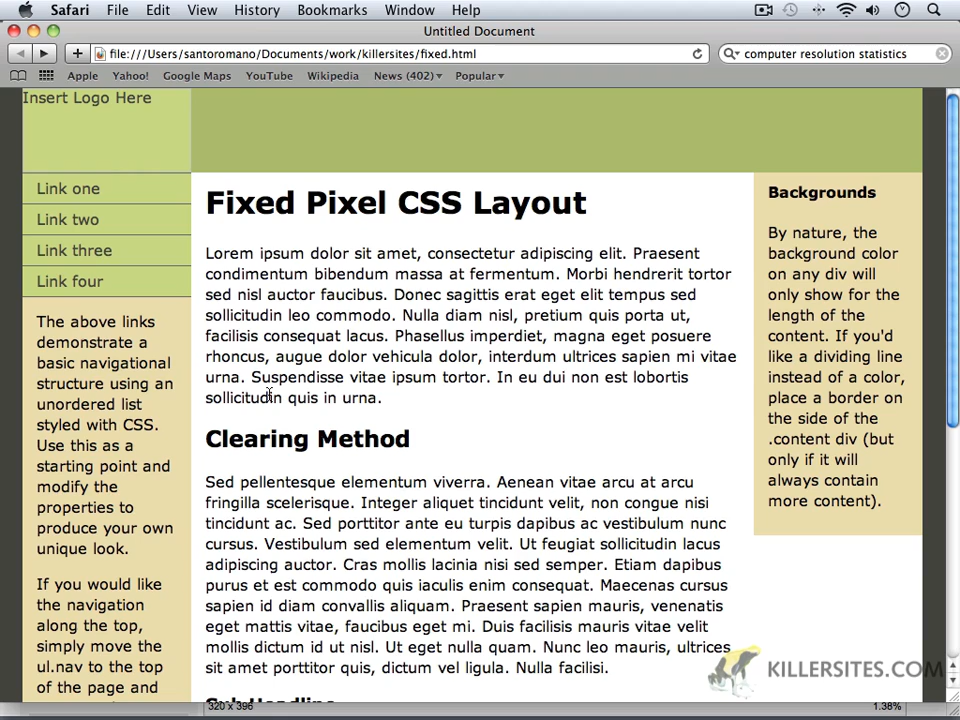 Safari File Edit View History Bookmarks Window Help
Untitled Document
file:///Users/santoromano/Documents/work/killersites/fixed.html
computer resolution statistics
Apple Yahoo! Google Maps YouTube Wikipedia News (402) Popular
Insert Logo Here
Link one
Link two
Link three
Link four
The above links
demonstrate a
basic navigational
structure using an
unordered list
styled with CSS.
Use this as a
starting point and
modify the
properties to
produce your own
unique look.
If you would like
the navigation
along the top,
simply move the
ul.nav to the top
of the page and
Fixed Pixel CSS Layout
Lorem ipsum dolor sit amet, consectetur adipiscing elit. Praesent
condimentum bibendum massa at fermentum. Morbi hendrerit tortor
sed nisl auctor faucibus. Donec sagittis erat eget elit tempus sed
sollicitudin leo commodo. Nulla diam nisl, pretium quis porta ut,
facilisis consequat lacus. Phasellus imperdiet, magna eget posuere
rhoncus, augue dolor vehicula dolor, interdum ultrices sapien mi vitae
urna. Suspendisse vitae ipsum tortor. In eu dui non est lobortis
sollicitudin quis in urna.
Clearing Method
Sed pellentesque elementum viverra. Aenean vitae arcu at arcu
fringilla scelerisque. Integer aliquet tincidunt velit, non congue nisi
tincidunt ac. Sed porttitor ante eu turpis dapibus ac vestibulum nunc
cursus. Vestibulum sed elementum velit. Ut feugiat sollicitudin lacus
adipiscing auctor. Cras mollis lacinia nisi sed semper. Etiam dapibus
purus et est commodo quis iaculis enim consequat. Maecenas cursus
sapien id diam convallis aliquam. Praesent sapien mauris, venenatis
eget mattis vitae, faucibus eget mi. Duis facilisis mauris vitae velit
mollis dictum id ut nisl. Ut eget nulla quam. Nunc leo mauris, ultrices
sit amet porttitor quis, dictum vel ligula. Nulla facilisi.
Backgrounds
By nature, the
background color
on any div will
only show for the
length of the
content. If you'd
like a dividing line
instead of a color,
place a border on
the side of the
.content div (but
only if it will
always contain
more content).
KILLERSITES.COM
320 x 396
1.38%